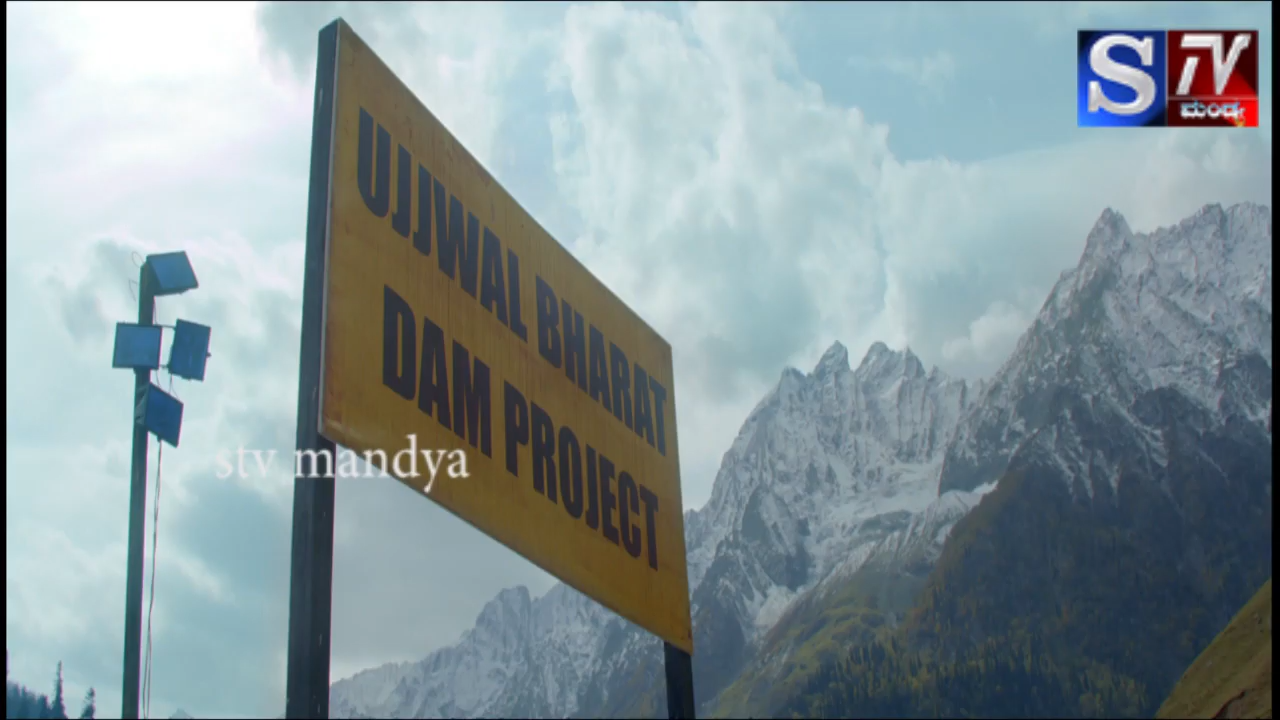 S TV
ಮಂಡ್ಯ
UJJWAL BHARAT
DAM PROJECT
stv mandya